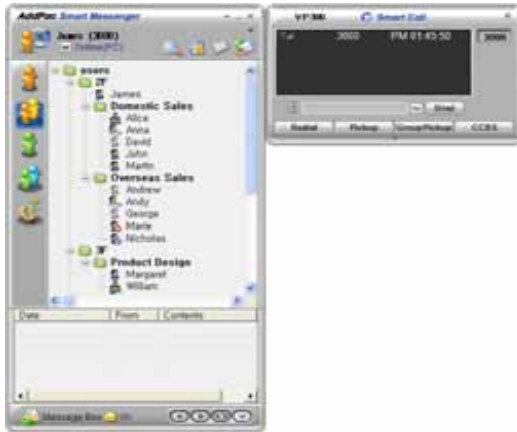 AddPac Smart Messenger
James (3000)
Online(PC)
users
2F
James
Domestic Sales
Alice
Anna
David
John
Martin
Overseas Sales
Andrew
Andy
George
Marie
Nicholas
3F
Product Design
Margaret
William
Date From Contents
Message Box
VP300 Smart Call
3000 PM 01:45:50 3000
Redial Pickup GroupPickup CCBS